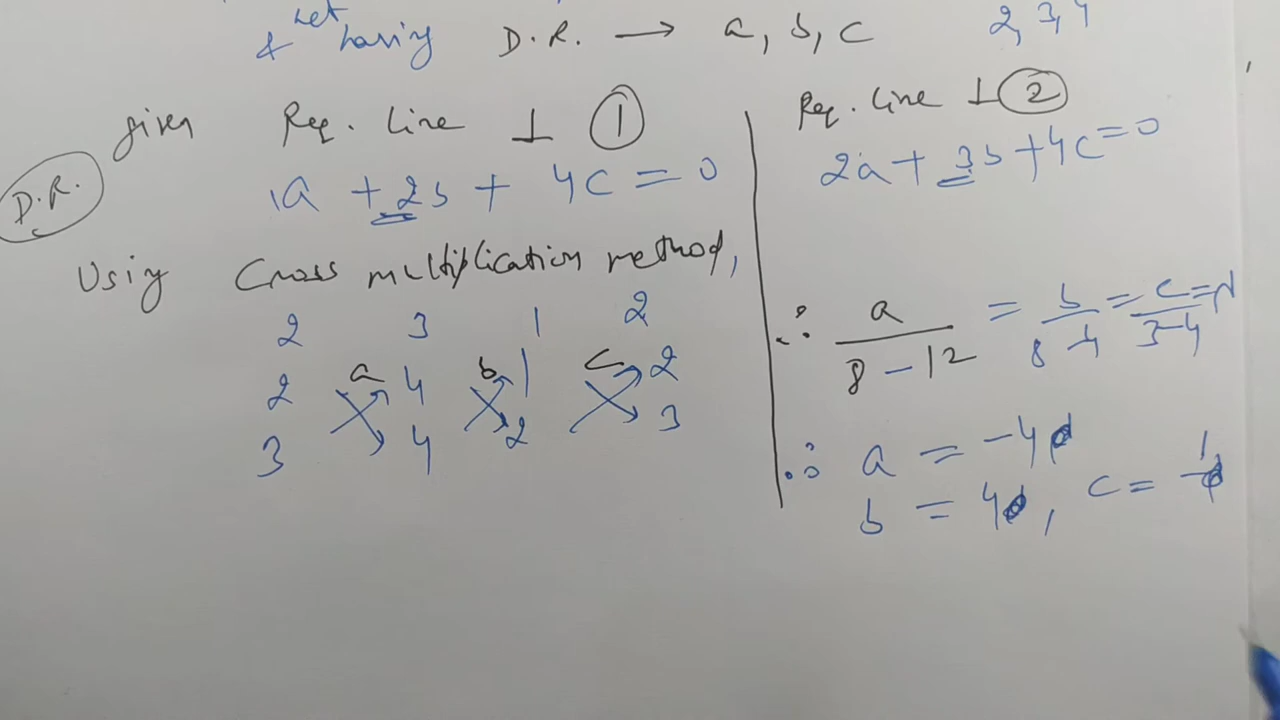 & Let having D.R. → a, b, c 2, 3, 4
given Req. line ⊥ ①
1a + 2b + 4c = 0
D.R.
Using Cross multiplication method,
2 3 1 2
2 a 4 b 1 c 2
3 4 2 3
Req. line ⊥ ②
2a + 3b + 4c = 0
∴ a/(8 - 12) = b/(8 - 4) = c/(3 - 4) =
∴ a = -4
b = 4 , c =